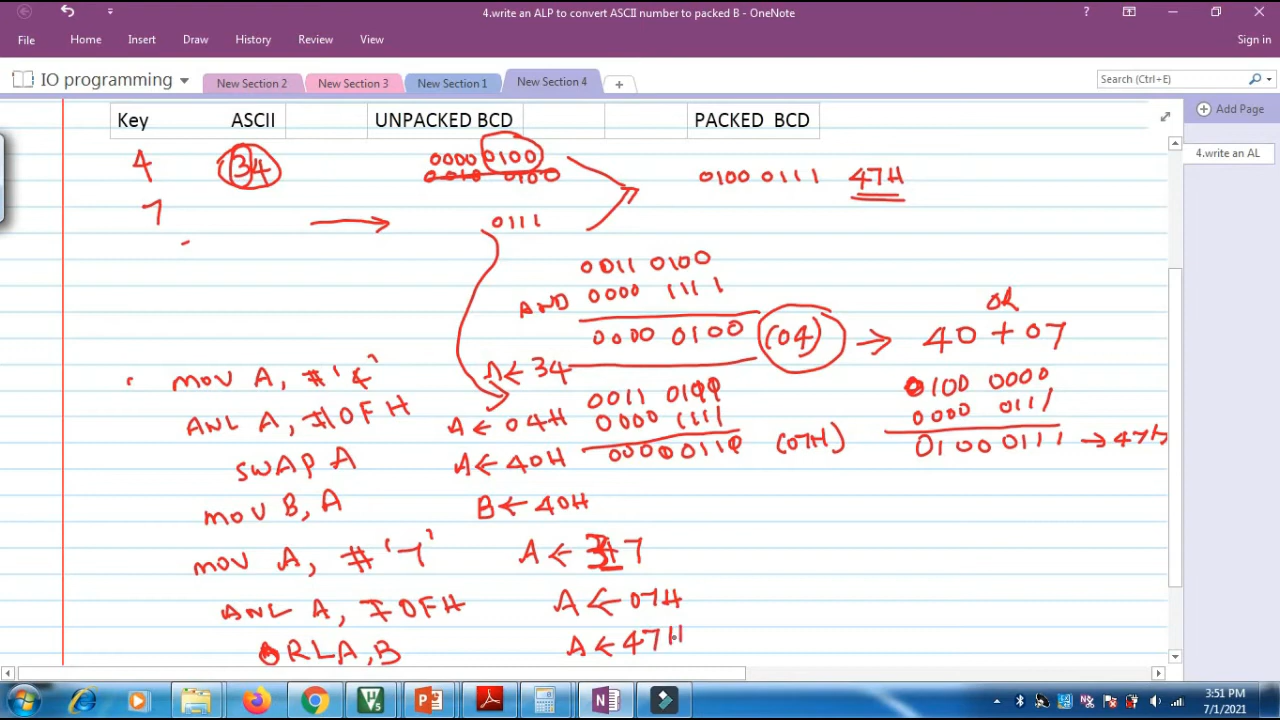 4.write an ALP to convert ASCII number to packed B - OneNote
File Home Insert Draw History Review View
Sign in
IO programming
New Section 2
New Section 3
New Section 1
New Section 4
Search (Ctrl+E)
Add Page
4.write an AL
Key ASCII UNPACKED BCD PACKED BCD
4 34 0000 0100 0100 0111 47H
0010 0100
7 0111
0011 0100
AND 0000 1111
0000 0100 (04) → 40 + 07
OR
A ← 34
MOV A, #'4'
0011 0100
0100 0000
ANL A, #0FH A ← 04H 0000 1111
0000 0111
SWAP A A ← 40H 00000110 (07H)
01000111 → 47H
MOV B, A B ← 40H
MOV A, #'7' A ← 347
ANL A, #0FH A ← 07H
ORL A, B A ← 47H
3:51 PM
7/1/2021